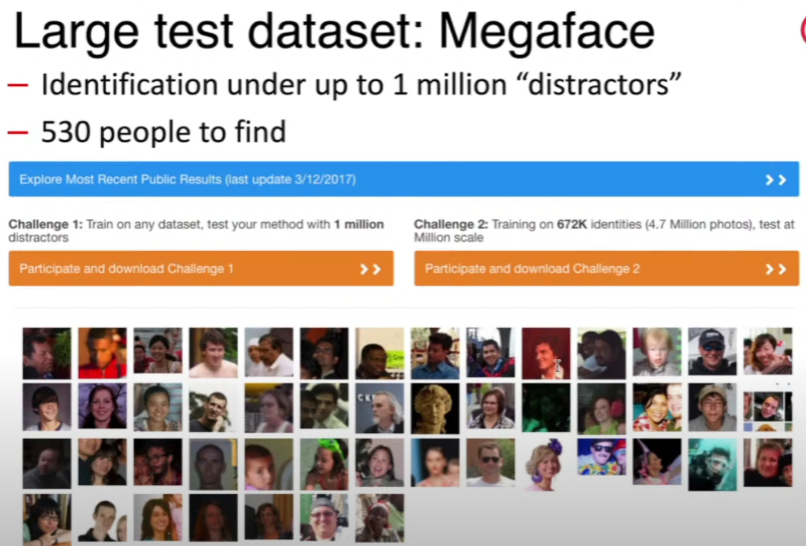 Large test dataset: Megaface
— Identification under up to 1 million “distractors”
— 530 people to find
Explore Most Recent Public Results (last update 3/12/2017)
Challenge 1: Train on any dataset, test your method with 1 million
distractors
Participate and download Challenge 1
Challenge 2: Training on 672K identities (4.7 Million photos), test at
Million scale
Participate and download Challenge 2